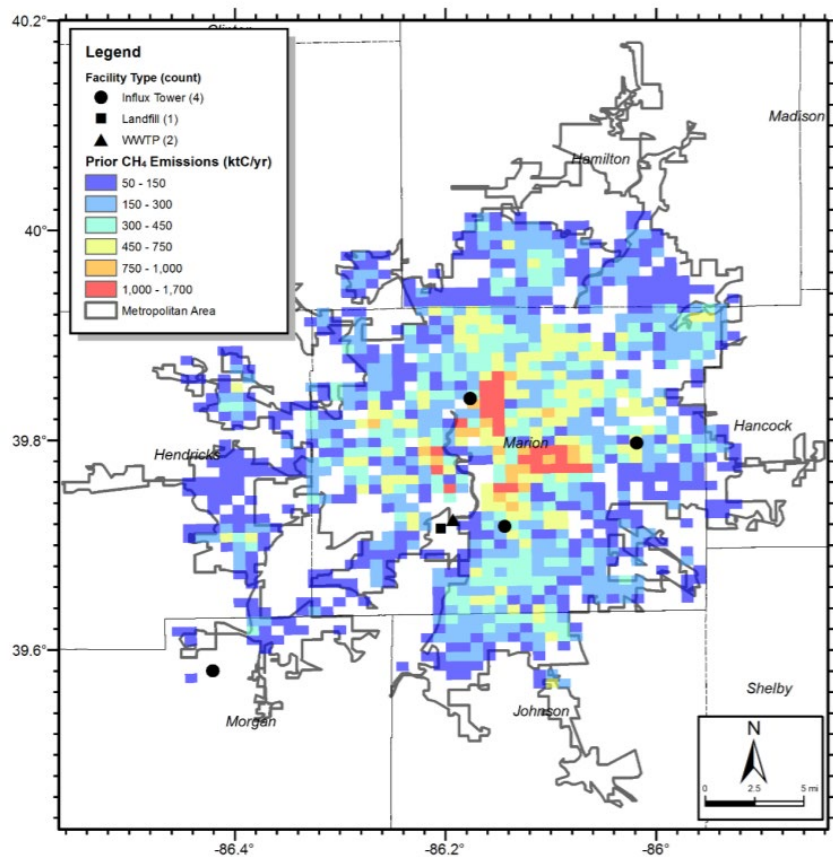 40.2°
Clinton
Legend
Facility Type (count)
Influx Tower (4)
Landfill (1)
WWTP (2)
Prior CH₄ Emissions (ktC/yr)
50 - 150
150 - 300
300 - 450
450 - 750
750 - 1,000
1,000 - 1,700
Metropolitan Area
Madison
Hamilton
40°
39.8°
Hendricks
Marion
Hancock
39.6°
Morgan
Johnson
Shelby
N
0 2.5 5 mi
-86.4° -86.2° -86°